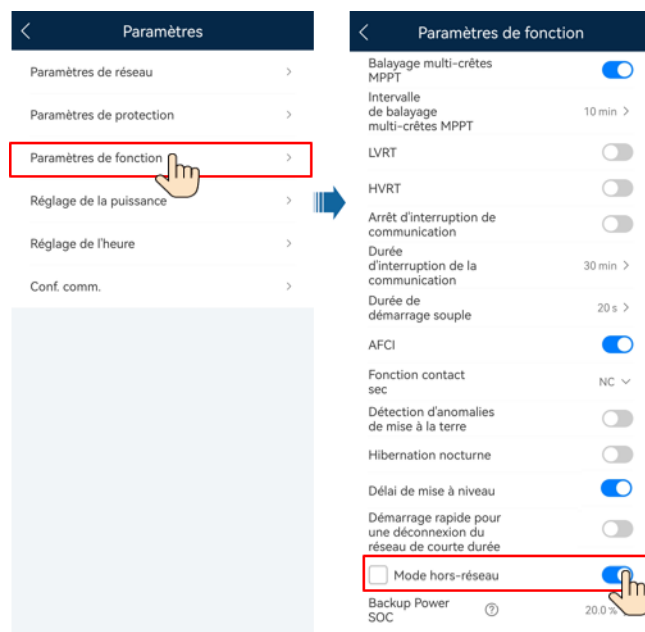 Paramètres
Paramètres de réseau
Paramètres de protection
Paramètres de fonction
Réglage de la puissance
Réglage de l'heure
Conf. comm.
Paramètres de fonction
Balayage multi-crêtes
MPPT
Intervalle
de balayage
multi-crêtes MPPT
10 min
LVRT
HVRT
Arrêt d'interruption de
communication
Durée
d'interruption de la
communication
30 min
Durée de
démarrage souple
20 s
AFCI
Fonction contact
sec
NC
Détection d'anomalies
de mise à la terre
Hibernation nocturne
Délai de mise à niveau
Démarrage rapide pour
une déconnexion du
réseau de courte durée
Mode hors-réseau
Backup Power
SOC
20.0 %